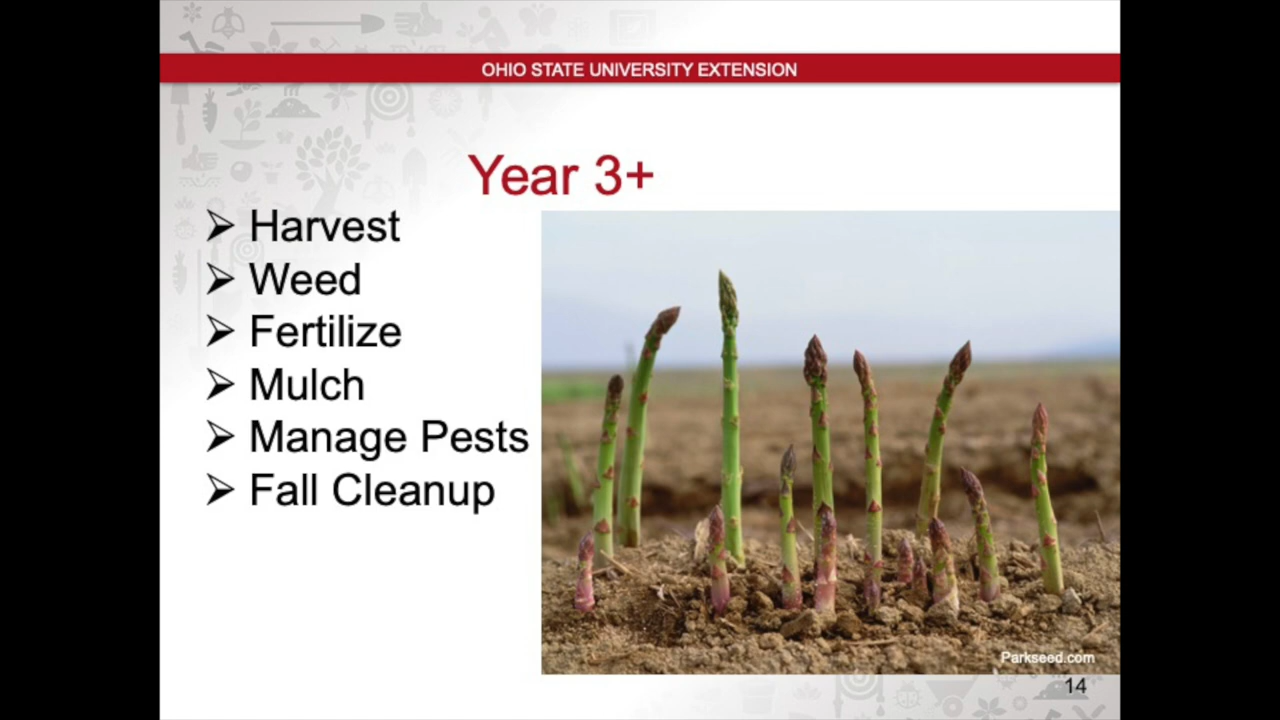 OHIO STATE UNIVERSITY EXTENSION
Year 3+
➢ Harvest
➢ Weed
➢ Fertilize
➢ Mulch
➢ Manage Pests
➢ Fall Cleanup
Parkseed.com
14